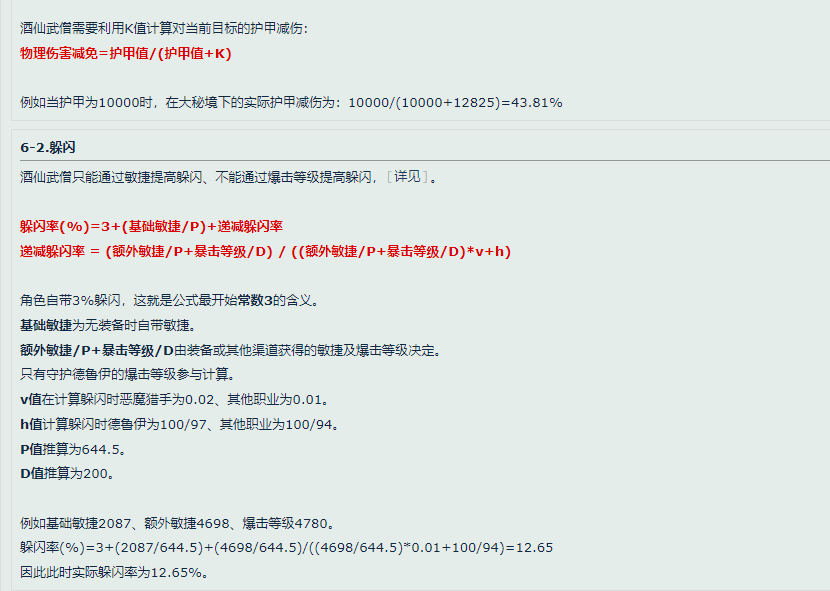 酒仙武僧需要利用K值计算对当前目标的护甲减伤：
物理伤害减免=护甲值/(护甲值+K)
例如当护甲为10000时，在大秘境下的实际护甲减伤为：10000/(10000+12825)=43.81%
6-2.躲闪
酒仙武僧只能通过敏捷提高躲闪、不能通过爆击等级提高躲闪，[详见]。
躲闪率(%)=3+(基础敏捷/P)+递减躲闪率
递减躲闪率 = (额外敏捷/P+暴击等级/D) / ((额外敏捷/P+暴击等级/D)*v+h)
角色自带3%躲闪，这就是公式最开始常数3的含义。
基础敏捷为无装备时自带敏捷。
额外敏捷/P+暴击等级/D由装备或其他渠道获得的敏捷及爆击等级决定。
只有守护德鲁伊的爆击等级参与计算。
v值在计算躲闪时恶魔猎手为0.02、其他职业为0.01。
h值计算躲闪时德鲁伊为100/97、其他职业为100/94。
P值推算为644.5。
D值推算为200。
例如基础敏捷2087、额外敏捷4698、爆击等级4780。
躲闪率(%)=3+(2087/644.5)+(4698/644.5)/((4698/644.5)*0.01+100/94)=12.65
因此此时实际躲闪率为12.65%。